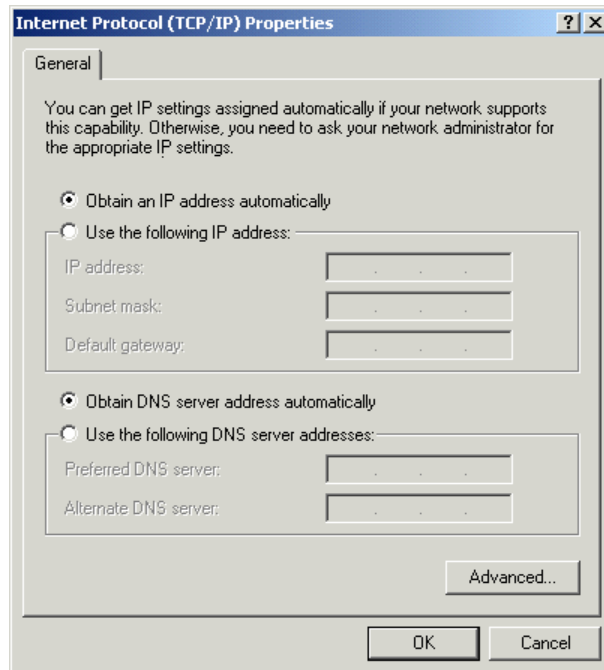 Internet Protocol (TCP/IP) Properties
General
You can get IP settings assigned automatically if your network supports
this capability. Otherwise, you need to ask your network administrator for
the appropriate IP settings.
Obtain an IP address automatically
Use the following IP address:
IP address:
Subnet mask:
Default gateway:
Obtain DNS server address automatically
Use the following DNS server addresses:
Preferred DNS server:
Alternate DNS server:
Advanced...
OK Cancel